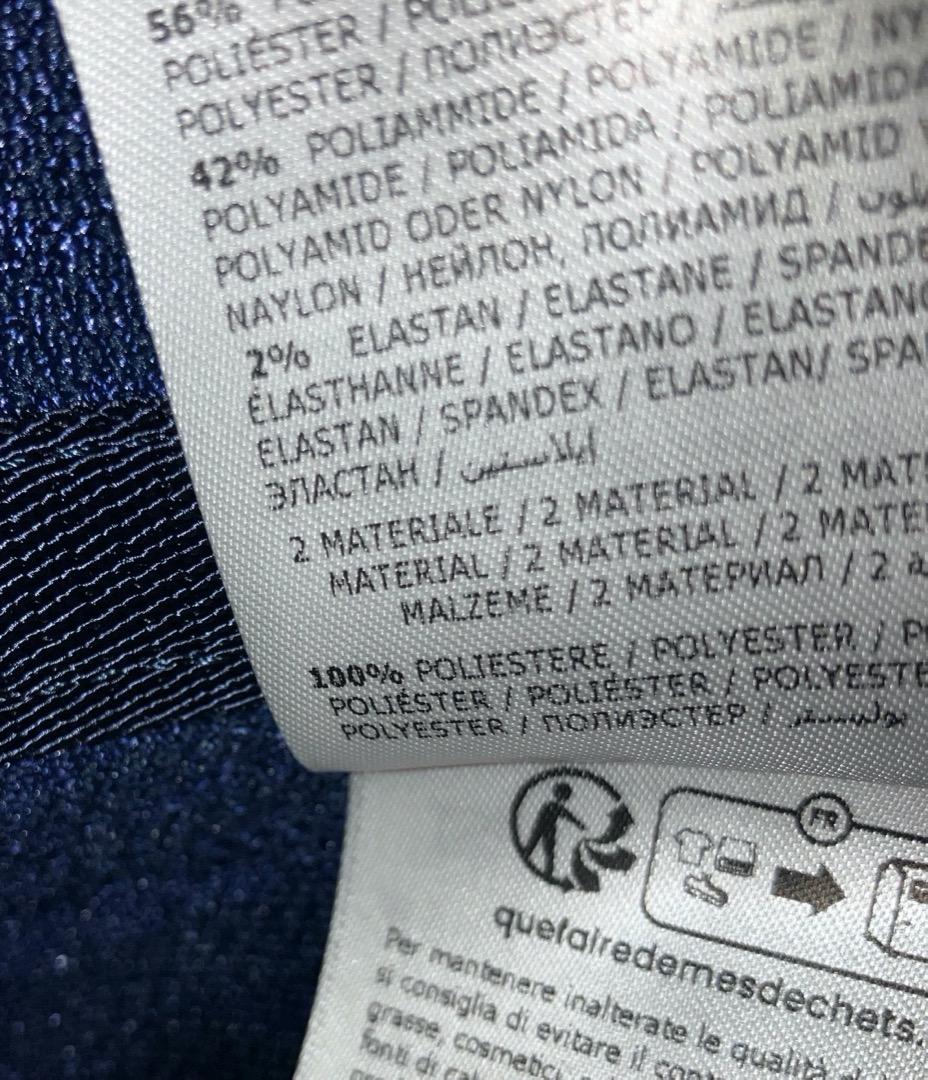 56%
POLIÉSTER /
POLYESTER / ПОЛИЭСТЕР /
42% POLIAMMIDE / POLYAMIDE / NY
POLYAMIDE / POLIAMIDA / POLIAMIDA
POLYAMID ODER NYLON / POLYAMID
NAYLON / НЕЙЛОН, ПОЛИАМИД /
2% ELASTAN / ELASTANE / SPANDE
ÉLASTHANNE / ELASTANO / ELASTANO
ELASTAN / SPANDEX / ELASTAN/ SPA
ЭЛАСТАН / إيلاستين
2 MATERIALE / 2 MATERIAL / 2 MAT
MATERIAL / 2 MATERIAL / 2 MATE
MALZEME / 2 МАТЕРИАЛ / 2
100% POLIESTERE / POLYESTER / P
POLIÉSTER / POLIÉSTER / POLYESTE
POLYESTER / ПОЛИЭСТЕР / بوليستر
FR
quefairedemesdechets.
Per mantenere inalterate le qualità
si consiglia di evitare il con
grasse, cosmetici,
fonti di